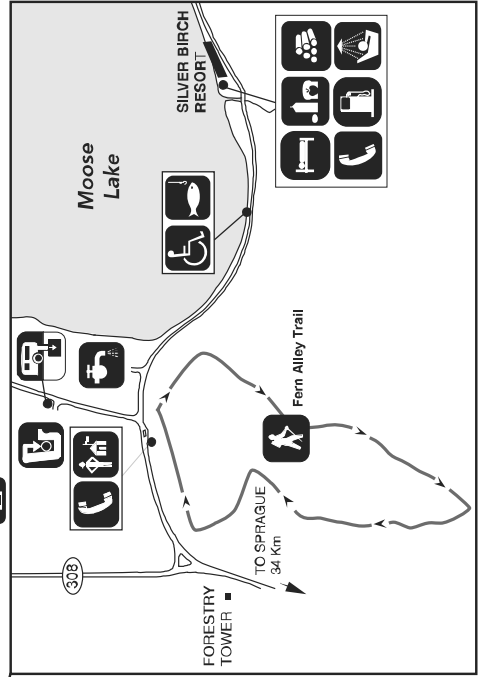 SILVER BIRCH
RESORT
Moose
Lake
Fern Alley Trail
308
TO SPRAGUE
34 Km
FORESTRY
TOWER